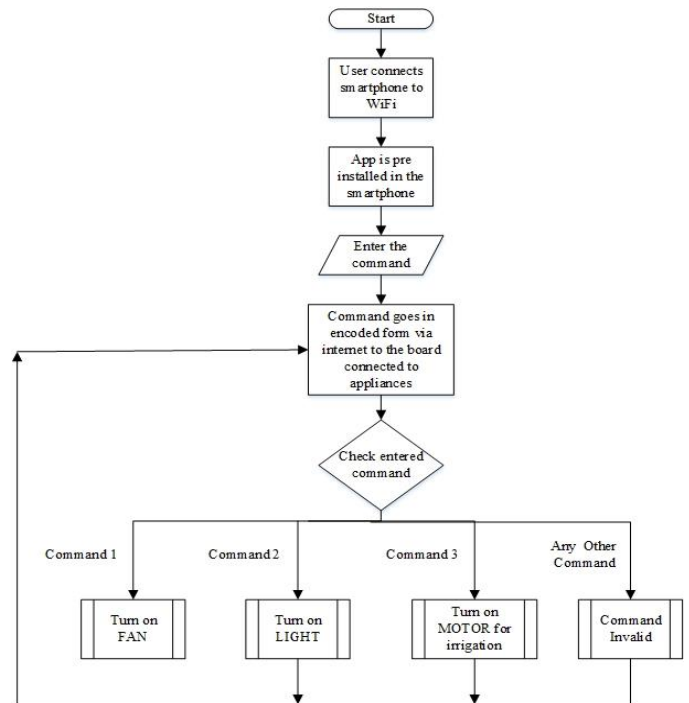 Start
User connects
smartphone to
WiFi
App is pre
installed in the
smartphone
Enter the
command
Command goes in
encoded form via
internet to the board
connected to
appliances
Check entered
command
Command 1
Command 2
Command 3
Any Other
Command
Turn on
FAN
Turn on
LIGHT
Turn on
MOTOR for
irrigation
Command
Invalid